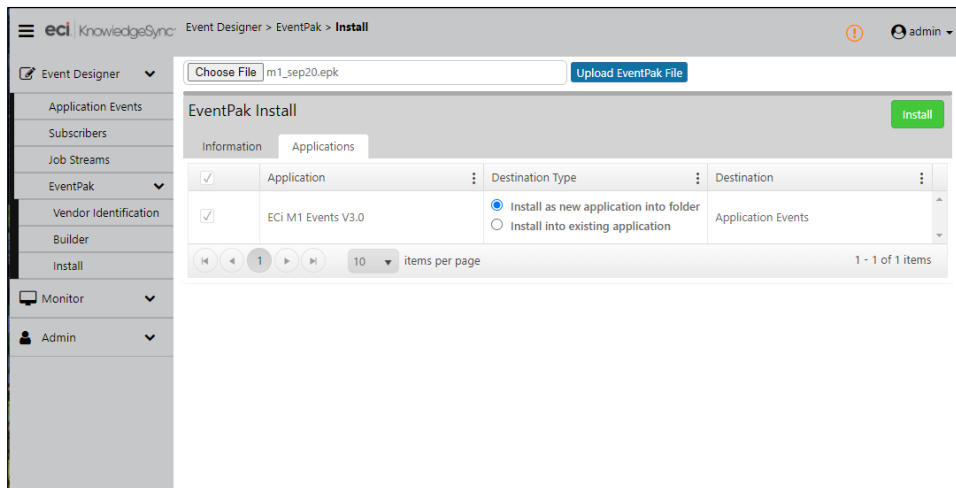 eci KnowledgeSync
Event Designer > EventPak > Install
admin
Event Designer
Choose File m1_sep20.epk
Upload EventPak File
Application Events
Subscribers
Job Streams
EventPak
Vendor Identification
Builder
Install
Monitor
Admin
EventPak Install
Install
Information Applications
Application Destination Type Destination
ECi M1 Events V3.0
Install as new application into folder
Install into existing application
Application Events
1 10 items per page 1 - 1 of 1 items